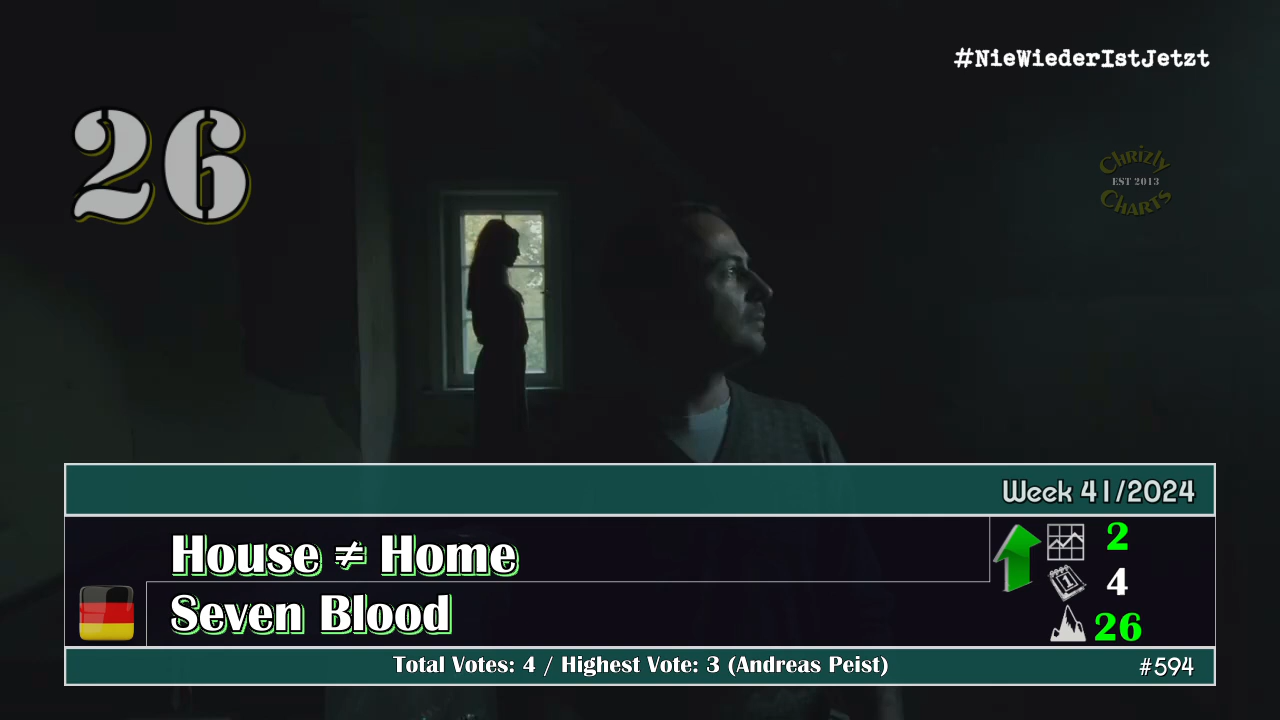 #NieWiederIstJetzt
26
Chrizly
EST 2013
Charts
Week 41/2024
House ≠ Home
2
1
4
Seven Blood
26
Total Votes: 4 / Highest Vote: 3 (Andreas Peist)
#594